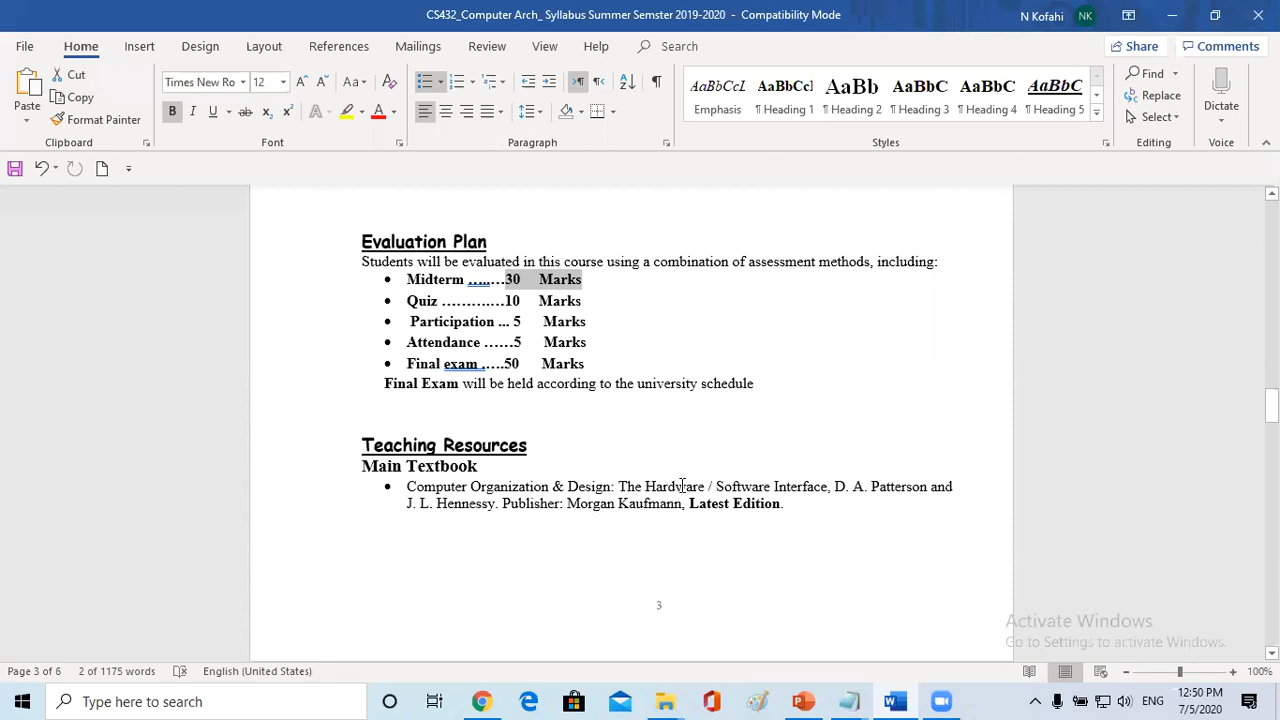 CS432_Computer Arch_ Syllabus Summer Semster 2019-2020 - Compatibility Mode
N Kofahi NK
File Home Insert Draw Design Layout References Mailings Review View Help Search Share Comments
Paste
Cut
Copy
Format Painter
Clipboard
Times New Ro 12
Font
Paragraph
AaBbCcL Emphasis
AaBbCcI ¶ Heading 1
AaBb ¶ Heading 2
AaBbC ¶ Heading 3
AaBbC ¶ Heading 4
AaBbC ¶ Heading 5
Styles
Find
Replace
Select
Editing
Dictate
Voice
Evaluation Plan
Students will be evaluated in this course using a combination of assessment methods, including:
• Midterm …..…30 Marks
• Quiz ……….…10 Marks
• Participation ... 5 Marks
• Attendance ……5 Marks
• Final exam .….50 Marks
Final Exam will be held according to the university schedule
Teaching Resources
Main Textbook
• Computer Organization & Design: The Hardware / Software Interface, D. A. Patterson and
J. L. Hennessy. Publisher: Morgan Kaufmann, Latest Edition.
3
Activate Windows
Go to Settings to activate Windows.
Page 3 of 6 2 of 1175 words English (United States) 100%
Type here to search
ENG
12:50 PM
7/5/2020